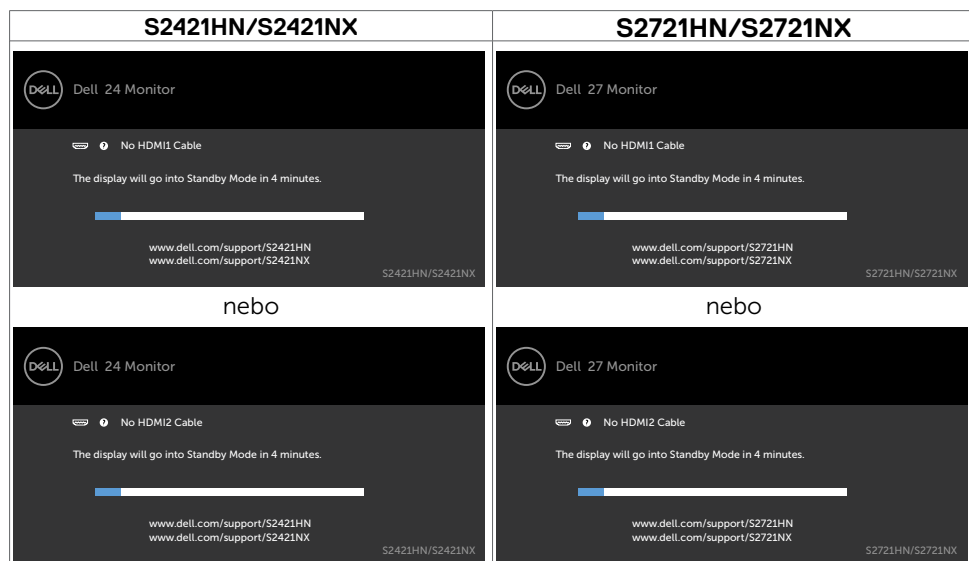 S2421HN/S2421NX
S2721HN/S2721NX
DELL
Dell 24 Monitor
No HDMI1 Cable
The display will go into Standby Mode in 4 minutes.
www.dell.com/support/S2421HN
www.dell.com/support/S2421NX
S2421HN/S2421NX
DELL
Dell 27 Monitor
No HDMI1 Cable
The display will go into Standby Mode in 4 minutes.
www.dell.com/support/S2721HN
www.dell.com/support/S2721NX
S2721HN/S2721NX
nebo
nebo
DELL
Dell 24 Monitor
No HDMI2 Cable
The display will go into Standby Mode in 4 minutes.
www.dell.com/support/S2421HN
www.dell.com/support/S2421NX
S2421HN/S2421NX
DELL
Dell 27 Monitor
No HDMI2 Cable
The display will go into Standby Mode in 4 minutes.
www.dell.com/support/S2721HN
www.dell.com/support/S2721NX
S2721HN/S2721NX